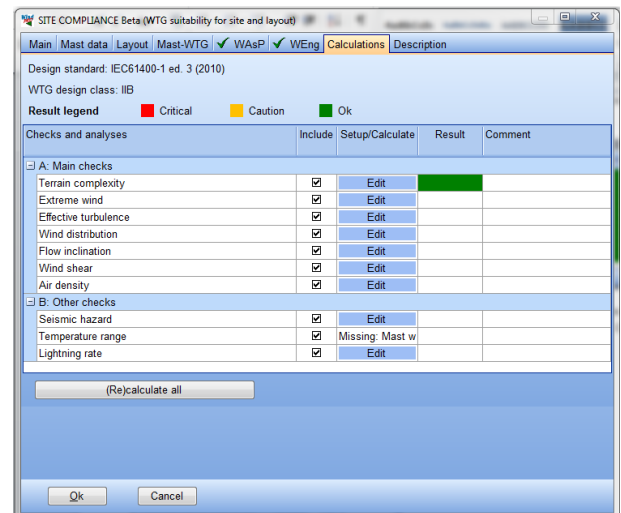 SITE COMPLIANCE Beta (WTG suitability for site and layout)
Main Mast data Layout Mast-WTG WAsP WEng Calculations Description
Design standard: IEC61400-1 ed. 3 (2010)
WTG design class: IIB
Result legend Critical Caution Ok
Checks and analyses Include Setup/Calculate Result Comment
A: Main checks
Terrain complexity Edit
Extreme wind Edit
Effective turbulence Edit
Wind distribution Edit
Flow inclination Edit
Wind shear Edit
Air density Edit
B: Other checks
Seismic hazard Edit
Temperature range Missing: Mast w
Lightning rate Edit
(Re)calculate all
Ok Cancel